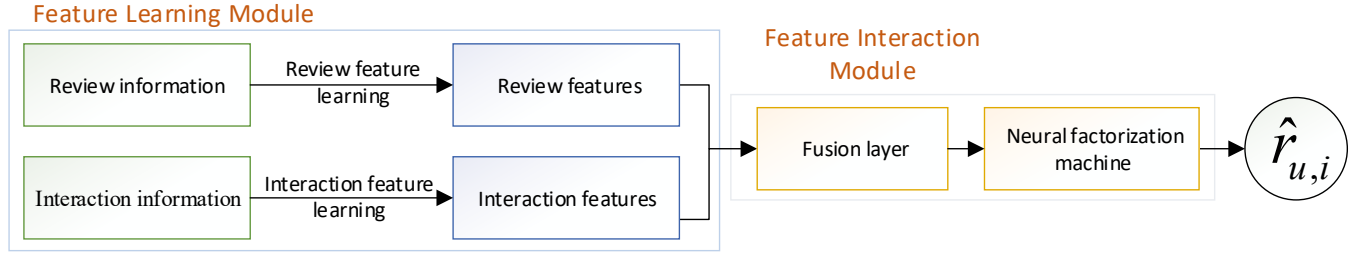 Feature Learning Module
Review information
Review feature
learning
Review features
Interaction information
Interaction feature
learning
Interaction features
Feature Interaction
Module
Fusion layer
Neural factorization
machine
r̂_{u,i}